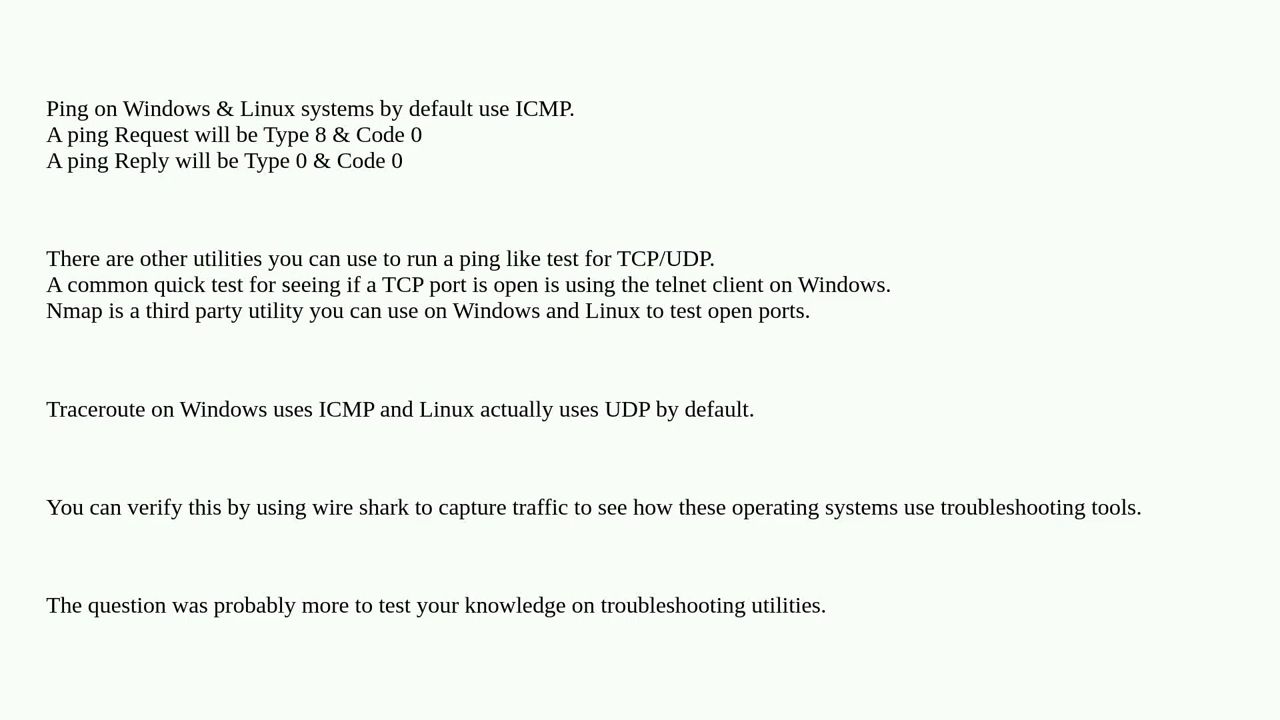 Ping on Windows & Linux systems by default use ICMP.
A ping Request will be Type 8 & Code 0
A ping Reply will be Type 0 & Code 0
There are other utilities you can use to run a ping like test for TCP/UDP.
A common quick test for seeing if a TCP port is open is using the telnet client on Windows.
Nmap is a third party utility you can use on Windows and Linux to test open ports.
Traceroute on Windows uses ICMP and Linux actually uses UDP by default.
You can verify this by using wire shark to capture traffic to see how these operating systems use troubleshooting tools.
The question was probably more to test your knowledge on troubleshooting utilities.